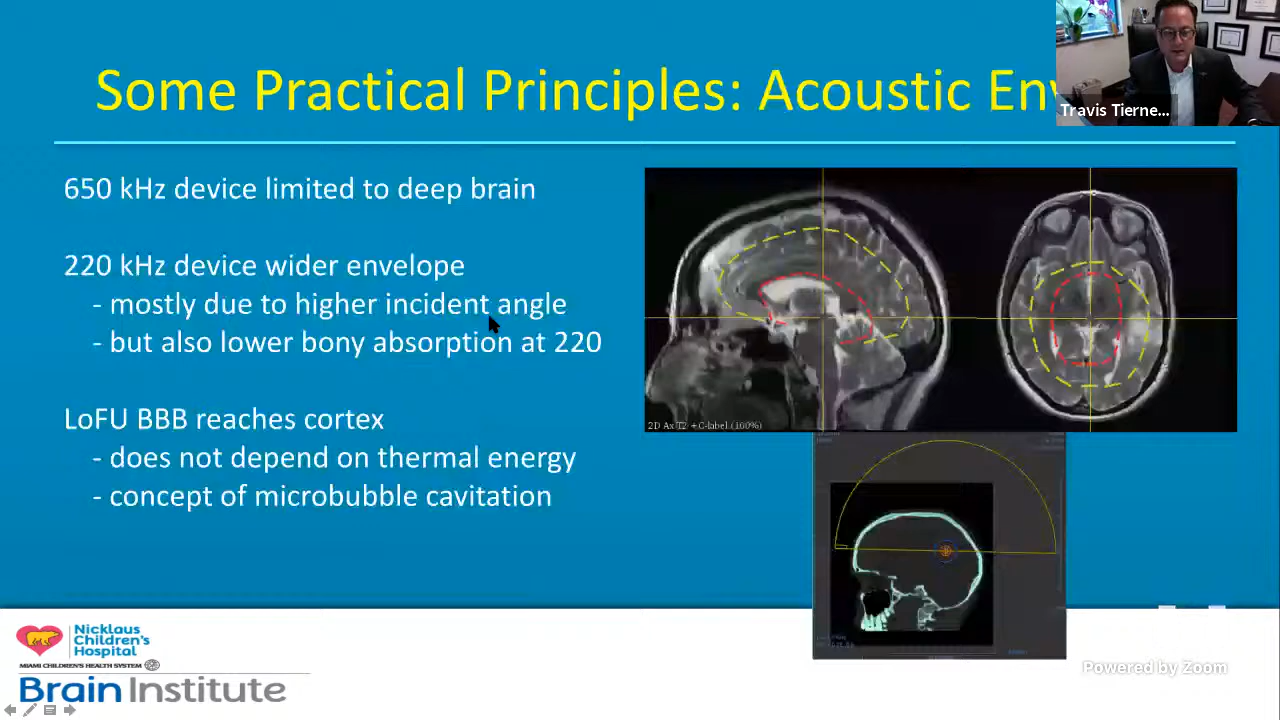 Some Practical Principles: Acoustic Env
Travis Tierne...
650 kHz device limited to deep brain
220 kHz device wider envelope
- mostly due to higher incident angle
- but also lower bony absorption at 220
LoFU BBB reaches cortex
- does not depend on thermal energy
- concept of microbubble cavitation
2D Ax T2 +C-label (100%)
Nicklaus
Children's
Hospital
MIAMI CHILDREN'S HEALTH SYSTEM
Brain Institute
Powered by Zoom